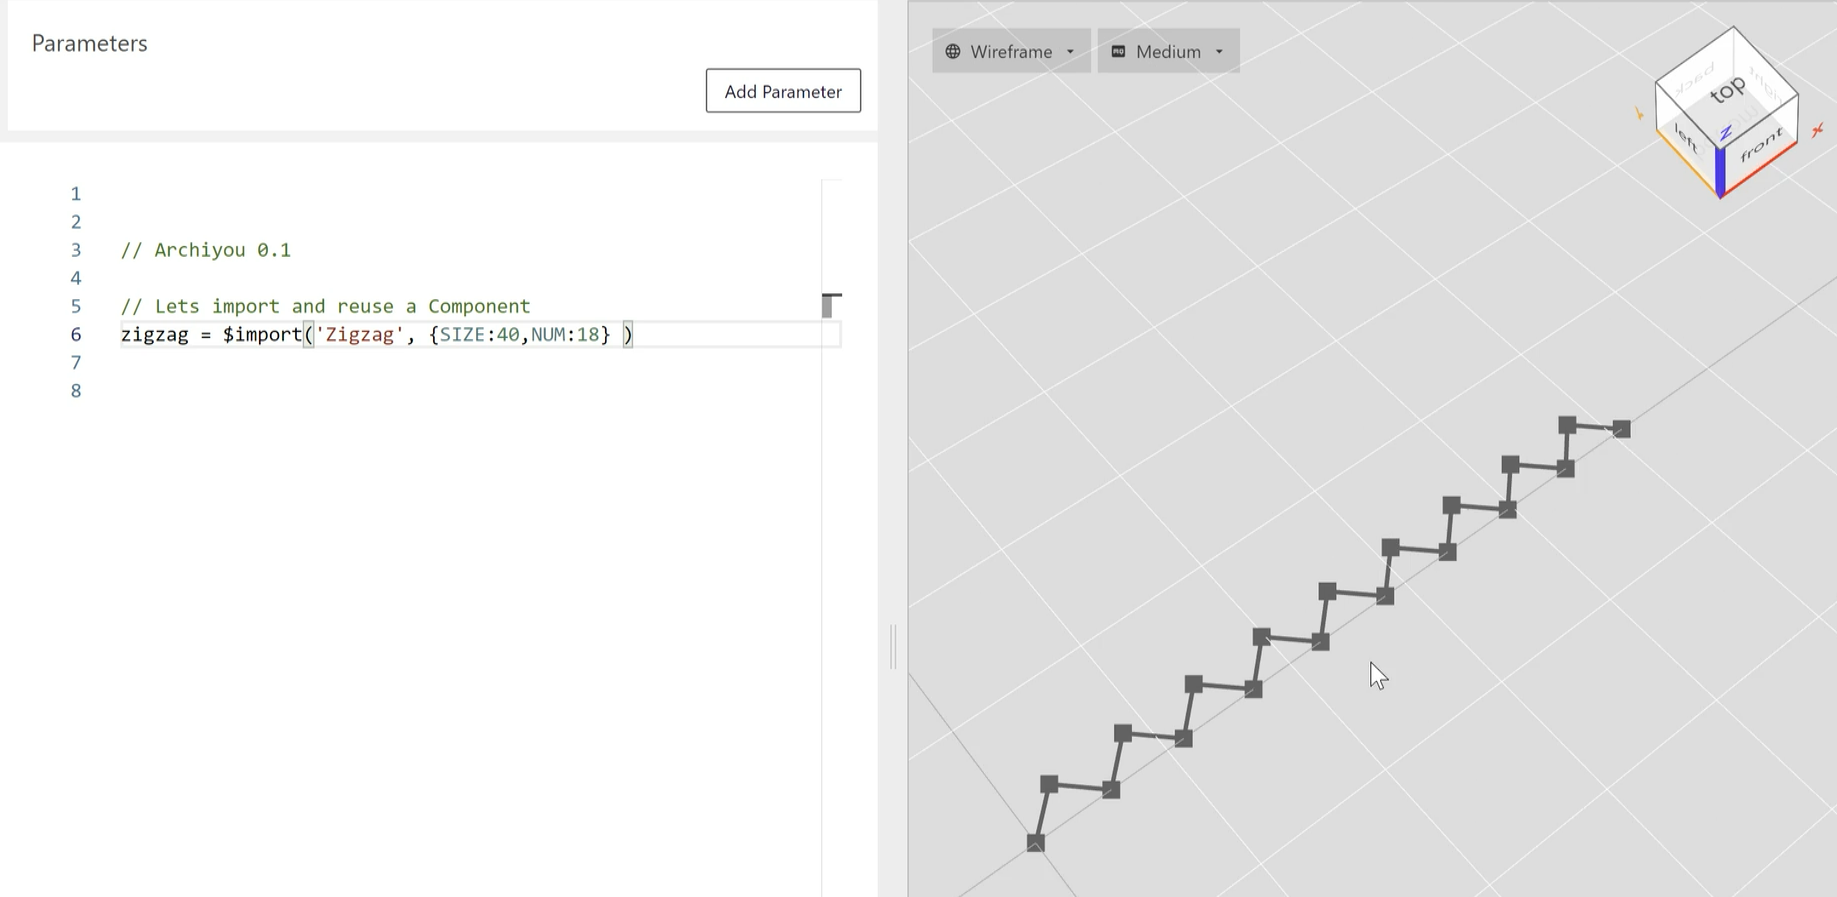 Parameters
Add Parameter
1
2
3 // Archiyou 0.1
4
5 // Lets import and reuse a Component
6 zigzag = $import('Zigzag', {SIZE:40,NUM:18} )
7
8
Wireframe
Medium
back
right
top
left
front
Z
Y
X